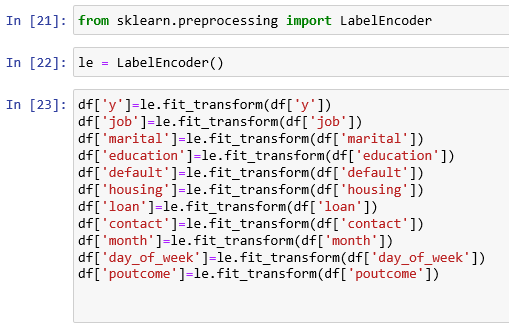 In [21]: from sklearn.preprocessing import LabelEncoder
In [22]: le = LabelEncoder()
In [23]: df['y']=le.fit_transform(df['y'])
df['job']=le.fit_transform(df['job'])
df['marital']=le.fit_transform(df['marital'])
df['education']=le.fit_transform(df['education'])
df['default']=le.fit_transform(df['default'])
df['housing']=le.fit_transform(df['housing'])
df['loan']=le.fit_transform(df['loan'])
df['contact']=le.fit_transform(df['contact'])
df['month']=le.fit_transform(df['month'])
df['day_of_week']=le.fit_transform(df['day_of_week'])
df['poutcome']=le.fit_transform(df['poutcome'])